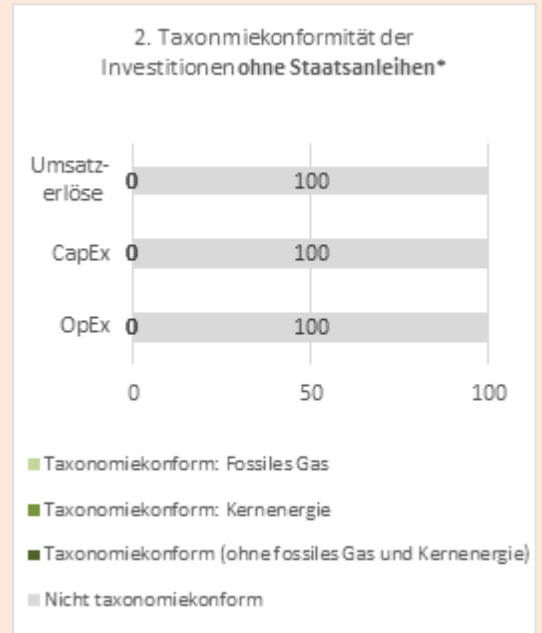 2. Taxonmiekonformität der
Investitionen ohne Staatsanleihen*
Umsatz-
erlöse
0 100
CapEx 0 100
OpEx 0 100
0 50 100
Taxonomiekonform: Fossiles Gas
Taxonomiekonform: Kernenergie
Taxonomiekonform (ohne fossiles Gas und Kernenergie)
Nicht taxonomiekonform